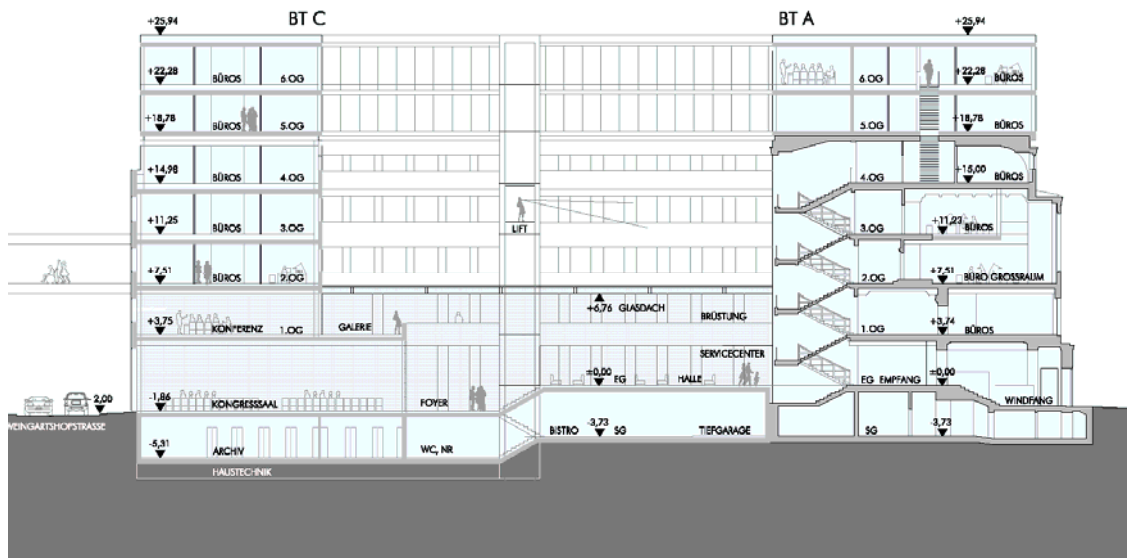 BT C BT A
+25,94 +25,94
+22,28 BÜROS 6.OG 6.OG +22,28 BÜROS
+18,78 BÜROS 5.OG 5.OG +18,78 BÜROS
+14,98 BÜROS 4.OG 4.OG +15,00 BÜROS
+11,25 BÜROS 3.OG LIFT 3.OG +11,23 BÜROS
+7,51 BÜROS 2.OG 2.OG +7,51 BÜRO GROSSRAUM
+6,76 GLASDACH
BRÜSTUNG
+3,75 KONFERENZ 1.OG GALERIE 1.OG +3,74 BÜROS
SERVICECENTER
±0,00 EG HALLE EG EMPFANG ±0,00
WINDFANG
2,00 -1,86 KONGRESSSAAL FOYER
WEINGARTSHOFSTRASSE
BISTRO -3,73 SG TIEFGARAGE SG -3,73
-5,31 ARCHIV WC, NR
HAUSTECHNIK